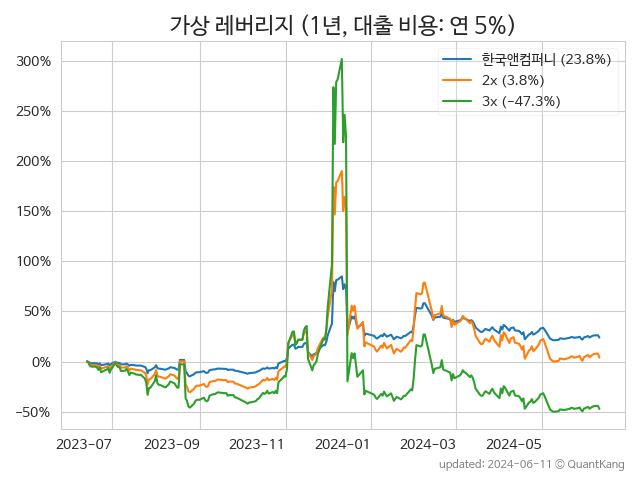 가상 레버리지 (1년, 대출 비용: 연 5%)
한국앤컴퍼니 (23.8%)
2x (3.8%)
3x (−47.3%)
300%
250%
200%
150%
100%
50%
0%
−50%
2023-07 2023-09 2023-11 2024-01 2024-03 2024-05
updated: 2024-06-11 © QuantKang